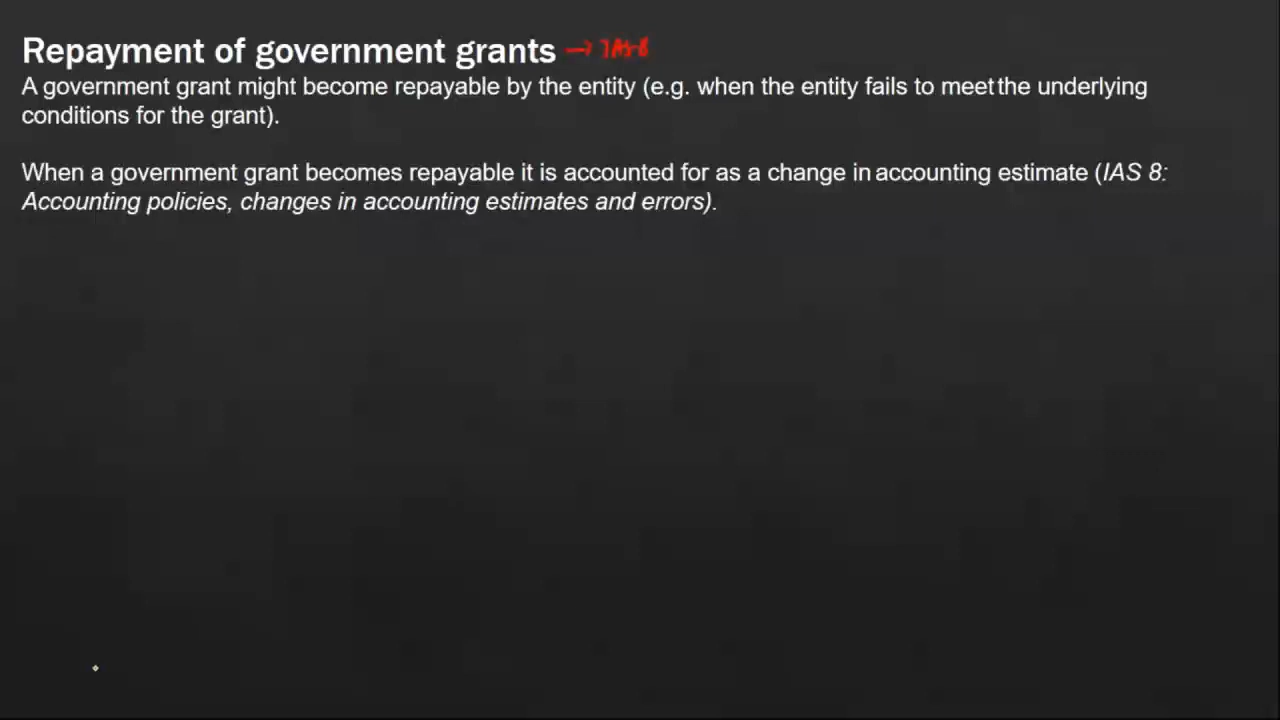 Repayment of government grants → IAS-8
A government grant might become repayable by the entity (e.g. when the entity fails to meet the underlying
conditions for the grant).
When a government grant becomes repayable it is accounted for as a change in accounting estimate (IAS 8:
Accounting policies, changes in accounting estimates and errors).